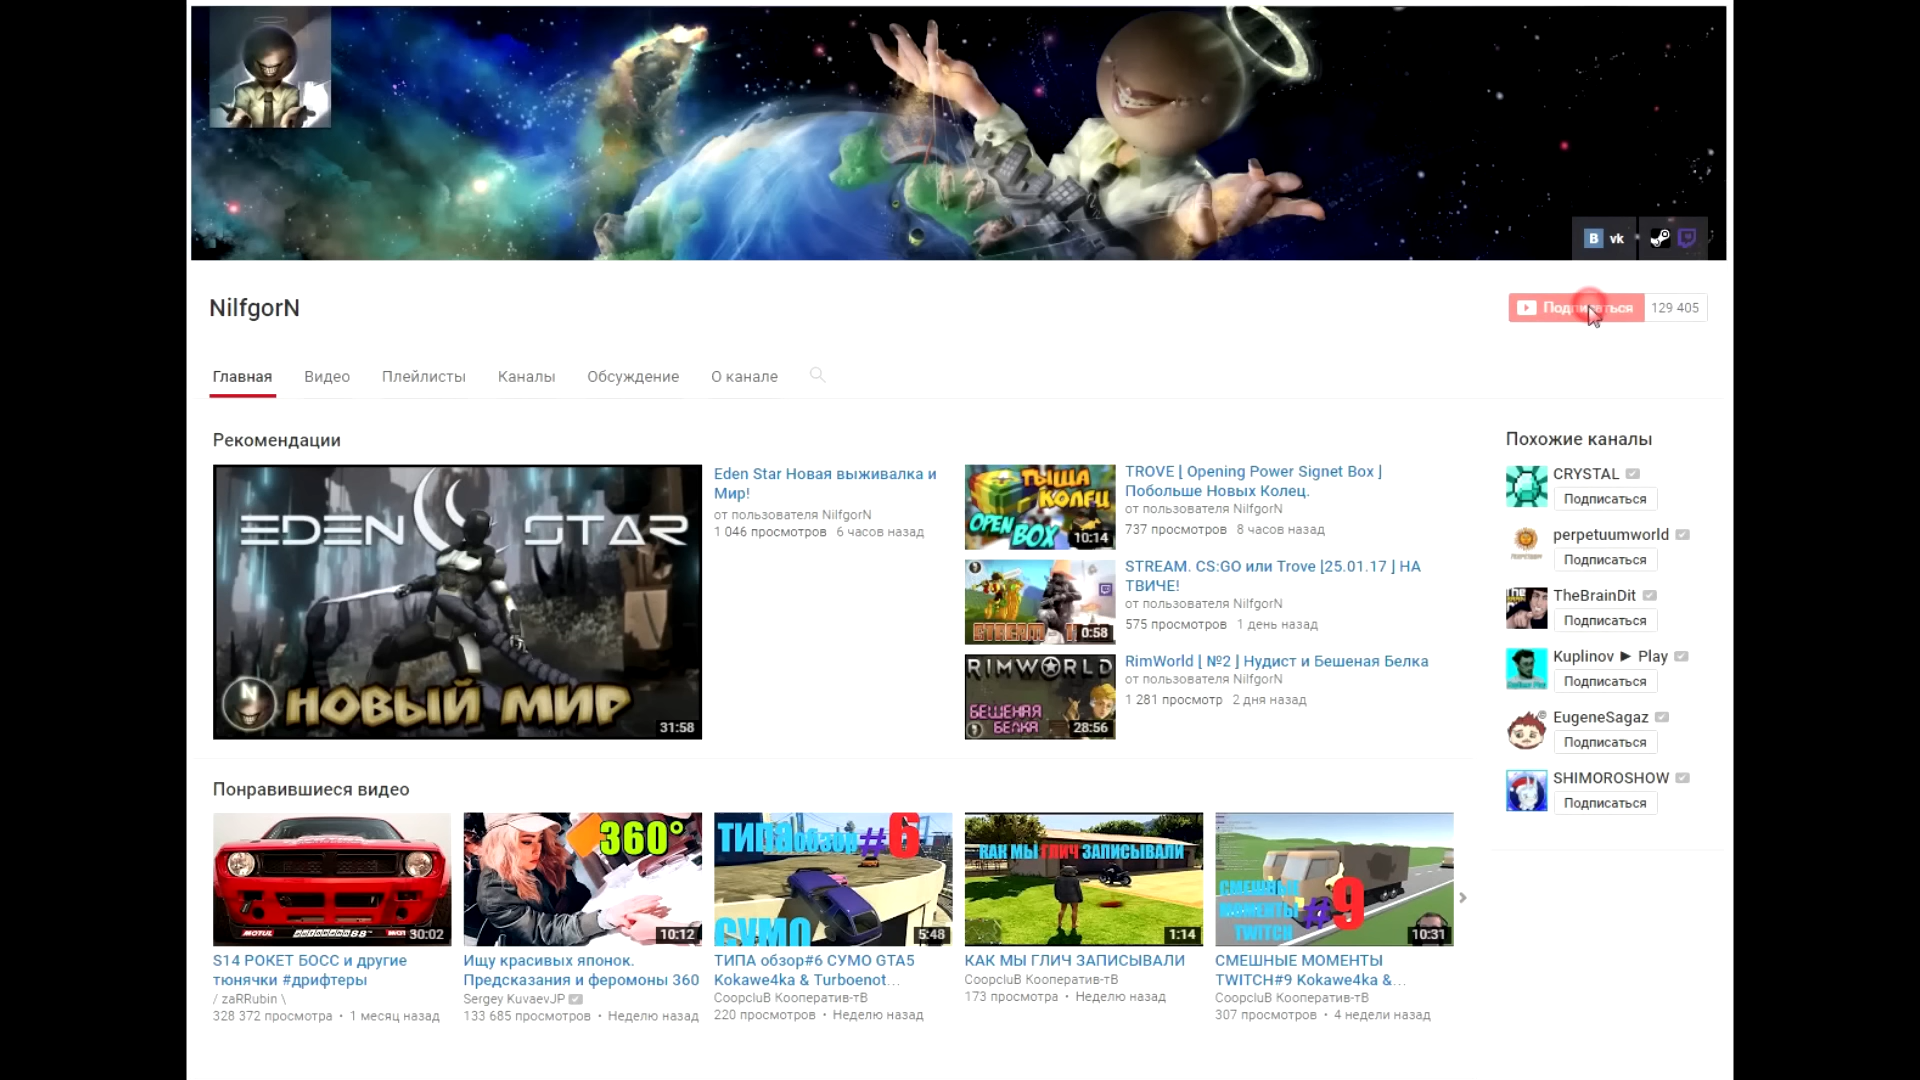 vk
NilfgorN
Подписаться
129 405
Главная
Видео
Плейлисты
Каналы
Обсуждение
О канале
Рекомендации
EDEN STAR
НОВЫЙ МИР
31:58
Eden Star Новая выживалка и
Мир!
от пользователя NilfgorN
1 046 просмотров 6 часов назад
ТЫЩА
КОЛЕЦ
OPEN
BOX
10:14
TROVE [ Opening Power Signet Box ]
Побольше Новых Колец.
от пользователя NilfgorN
737 просмотров 8 часов назад
STREAM
0:58
STREAM. CS:GO или Trove [25.01.17 ] НА
ТВИЧЕ!
от пользователя NilfgorN
575 просмотров 1 день назад
RIMWORLD
БЕШЕНАЯ
БЕЛКА
28:56
RimWorld [ №2 ] Нудист и Бешеная Белка
от пользователя NilfgorN
1 281 просмотр 2 дня назад
Похожие каналы
CRYSTAL
Подписаться
perpetuumworld
Подписаться
TheBrainDit
Подписаться
Kuplinov ► Play
Подписаться
EugeneSagaz
Подписаться
SHIMOROSHOW
Подписаться
Понравившиеся видео
MOTUL
30:02
S14 РОКЕТ БОСС и другие
тюнячки #дрифтеры
/ zaRRubin \
328 372 просмотра • 1 месяц назад
360°
10:12
Ищу красивых японок.
Предсказания и феромоны 360
Sergey KuvaevJP
133 685 просмотров • Неделю назад
ТИПА обзор #6
СУМО
5:48
ТИПА обзор#6 СУМО GTA5
Kokawe4ka & Turboenot...
CoopcluB Кооператив-тВ
220 просмотров • Неделю назад
КАК МЫ ГЛИЧ ЗАПИСЫВАЛИ
1:14
КАК МЫ ГЛИЧ ЗАПИСЫВАЛИ
CoopcluB Кооператив-тВ
173 просмотра • Неделю назад
СМЕШНЫЕ
МОМЕНТЫ #9
TWITCH
10:31
СМЕШНЫЕ МОМЕНТЫ
TWITCH#9 Kokawe4ka &...
CoopcluB Кооператив-тВ
307 просмотров • 4 недели назад